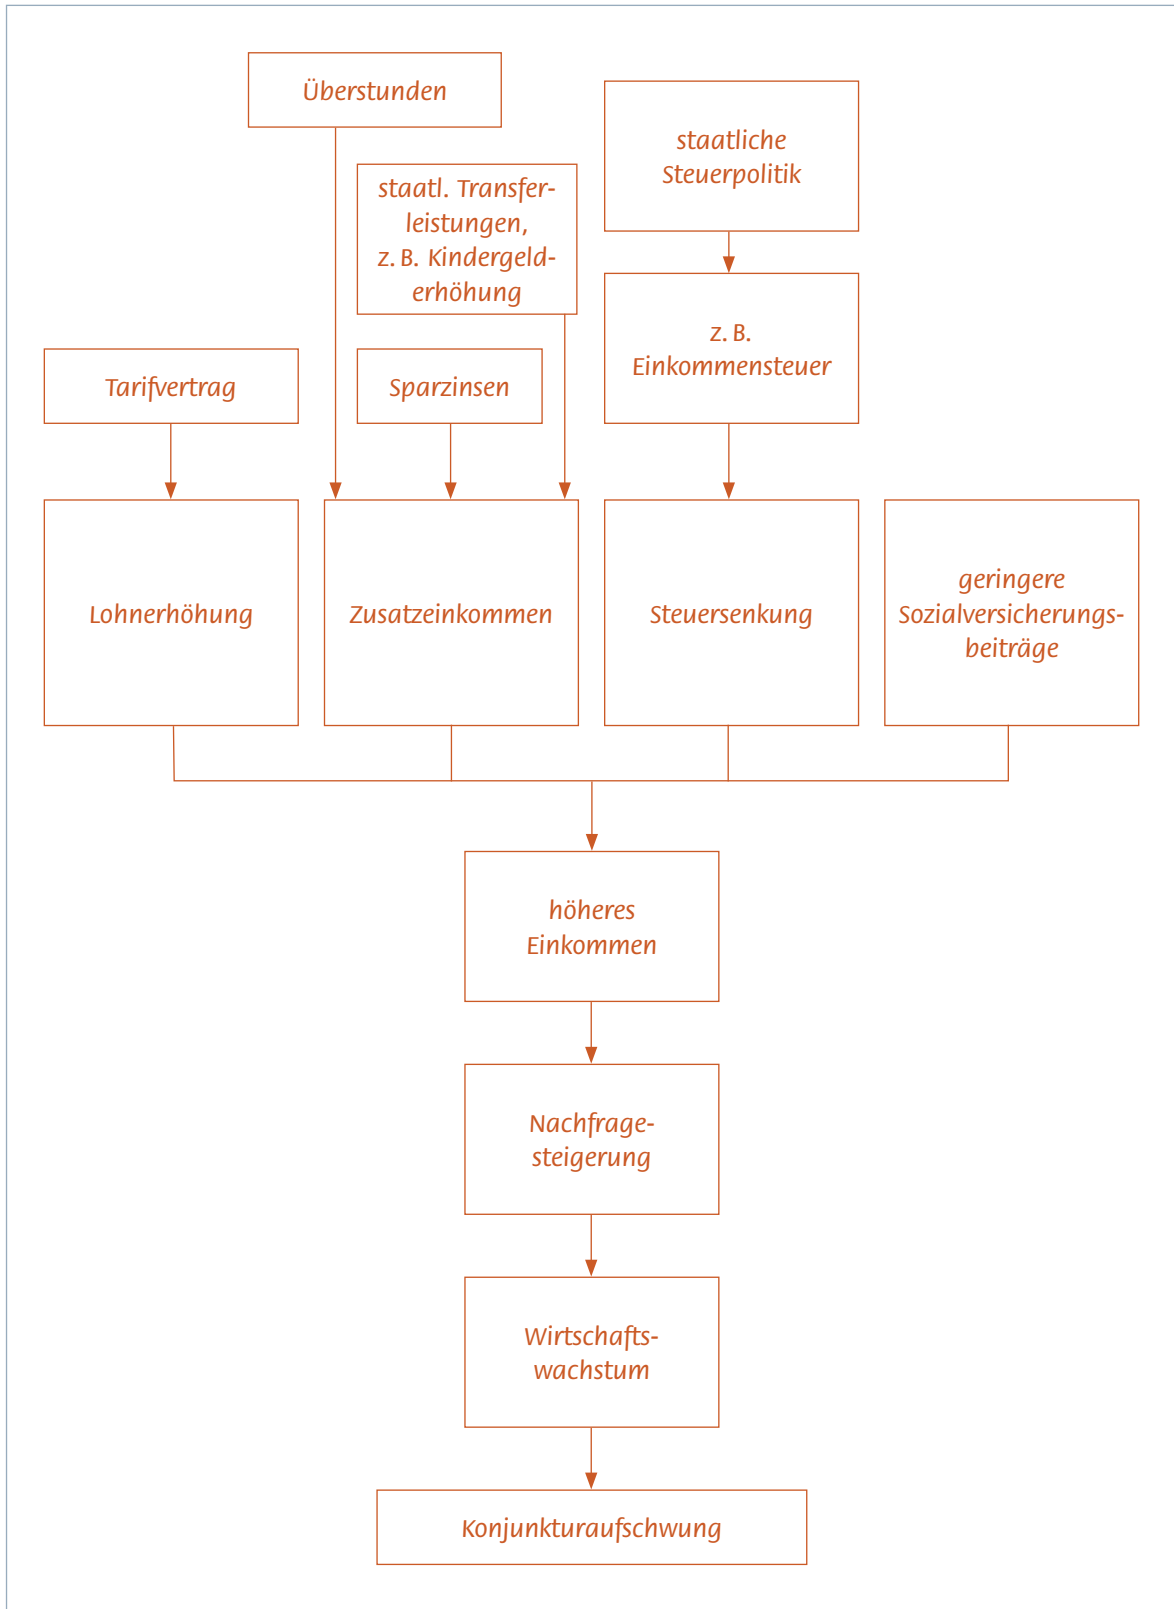 Überstunden
staatliche
Steuerpolitik
staatl. Transfer-
leistungen,
z. B. Kindergeld-
erhöhung
z. B.
Einkommensteuer
Tarifvertrag
Sparzinsen
Lohnerhöhung
Zusatzeinkommen
Steuersenkung
geringere
Sozialversicherungs-
beiträge
höheres
Einkommen
Nachfrage-
steigerung
Wirtschafts-
wachstum
Konjunkturaufschwung